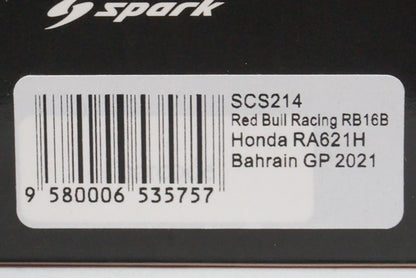 spark
SCS214
Red Bull Racing RB16B
Honda RA621H
Bahrain GP 2021
9 580006 535757